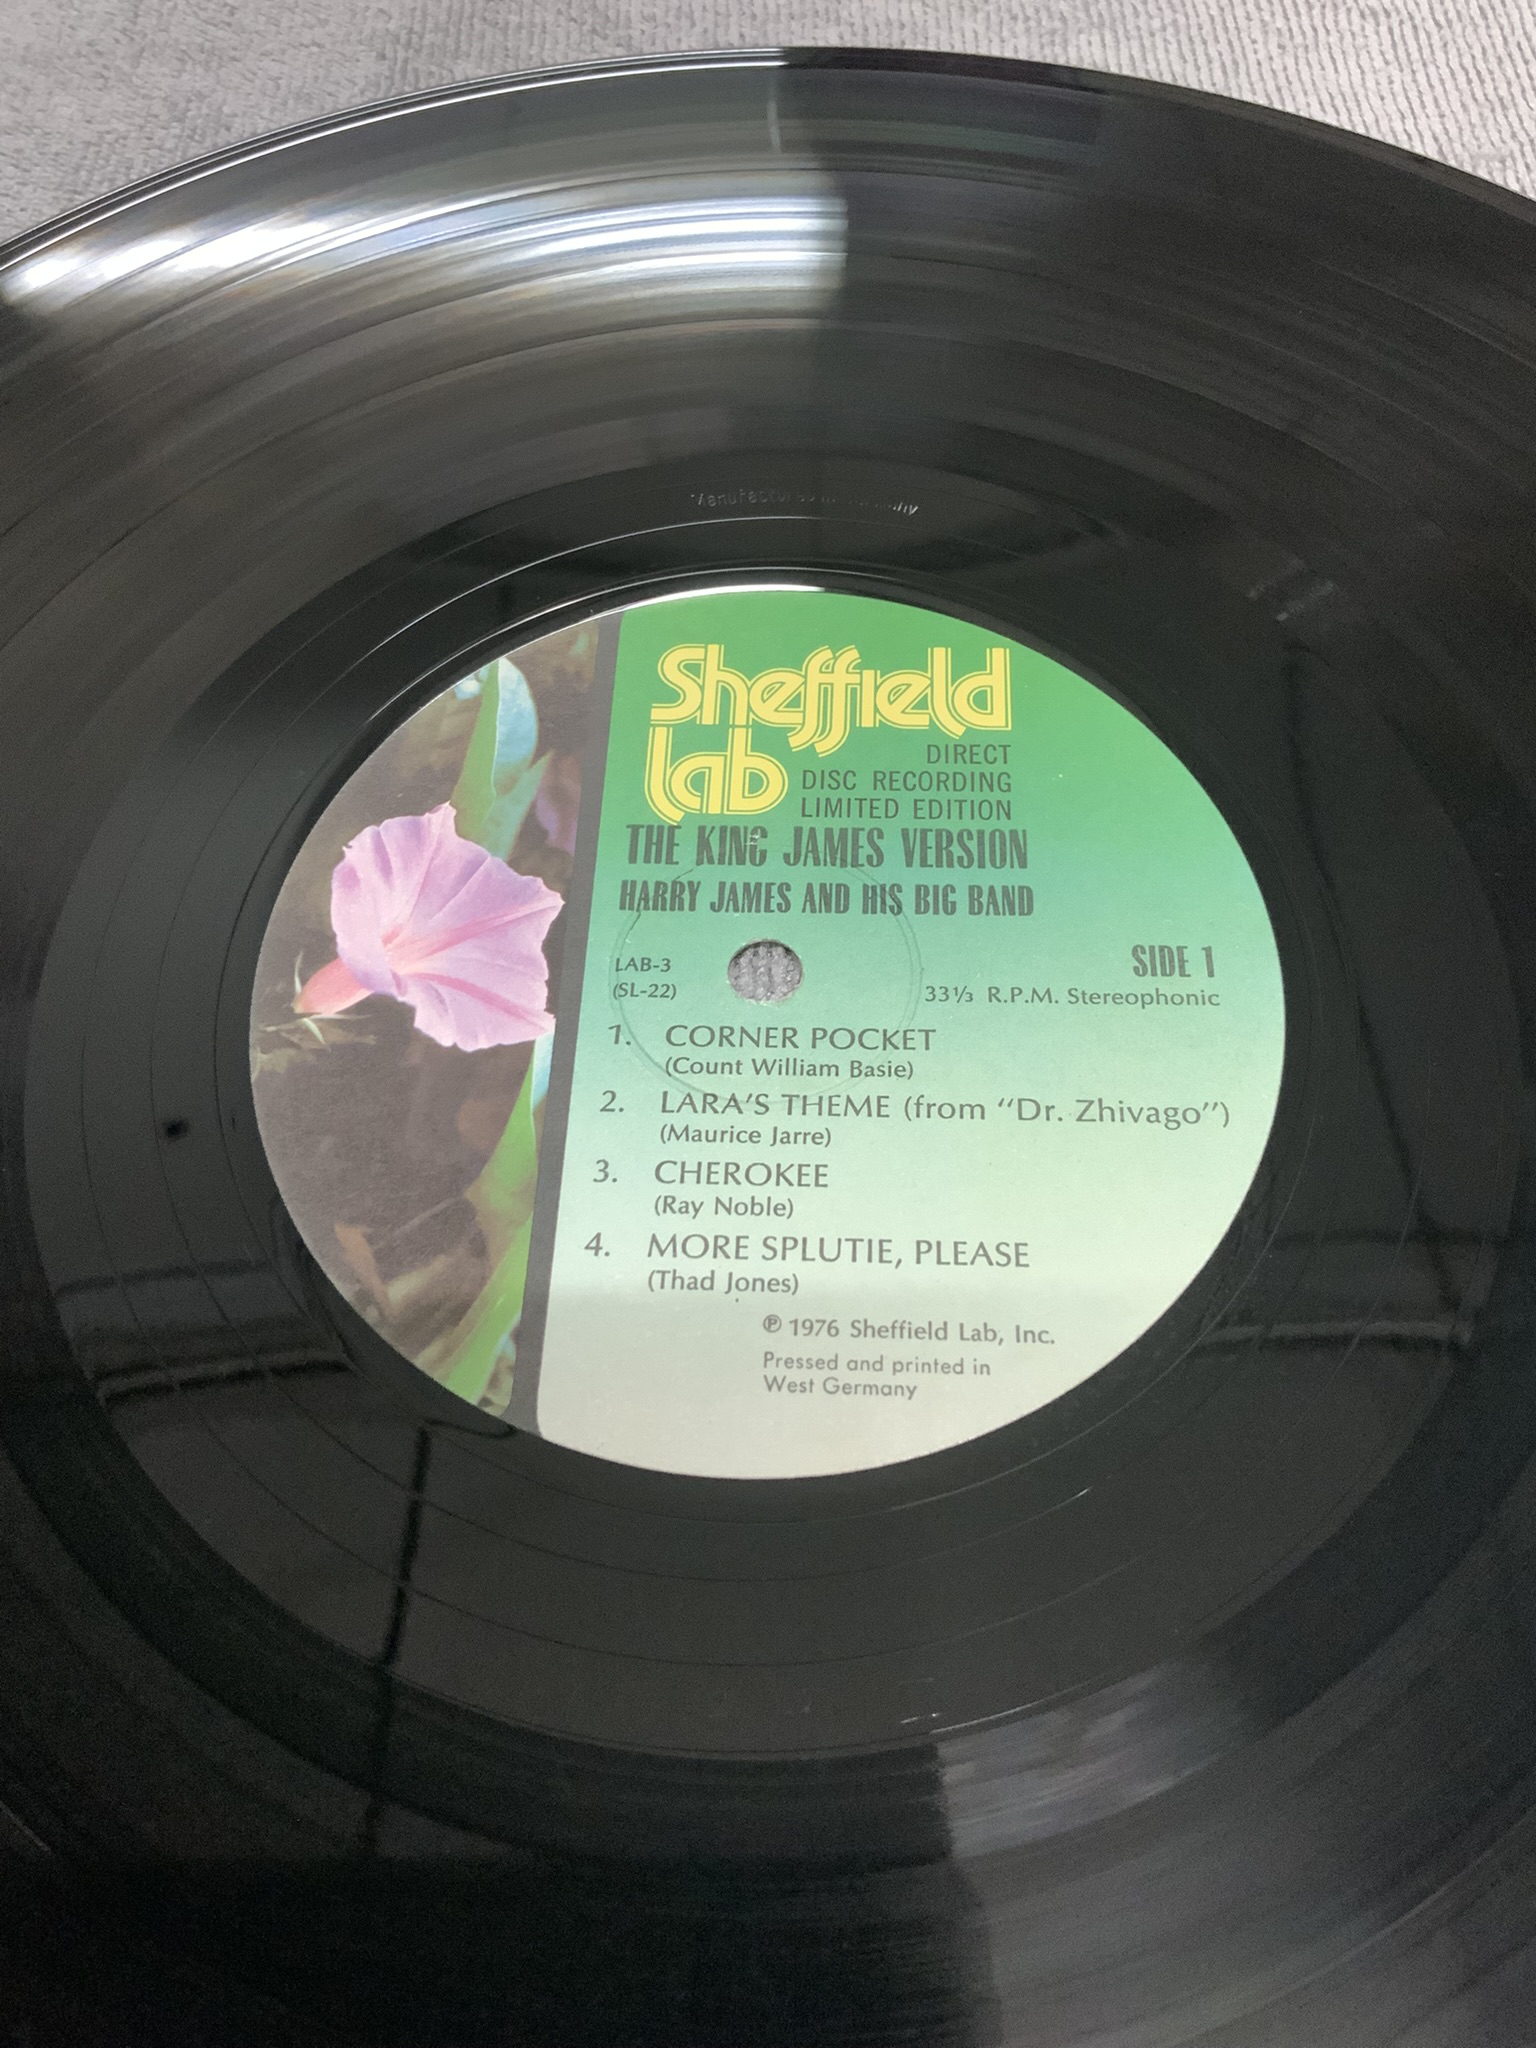 Manufactured in
Sheffield
Lab
DIRECT
DISC RECORDING
LIMITED EDITION
THE KING JAMES VERSION
HARRY JAMES AND HIS BIG BAND
LAB-3
(SL-22)
SIDE 1
33⅓ R.P.M. Stereophonic
1. CORNER POCKET
(Count William Basie)
2. LARA'S THEME (from "Dr. Zhivago")
(Maurice Jarre)
3. CHEROKEE
(Ray Noble)
4. MORE SPLUTIE, PLEASE
(Thad Jones)
℗ 1976 Sheffield Lab, Inc.
Pressed and printed in
West Germany